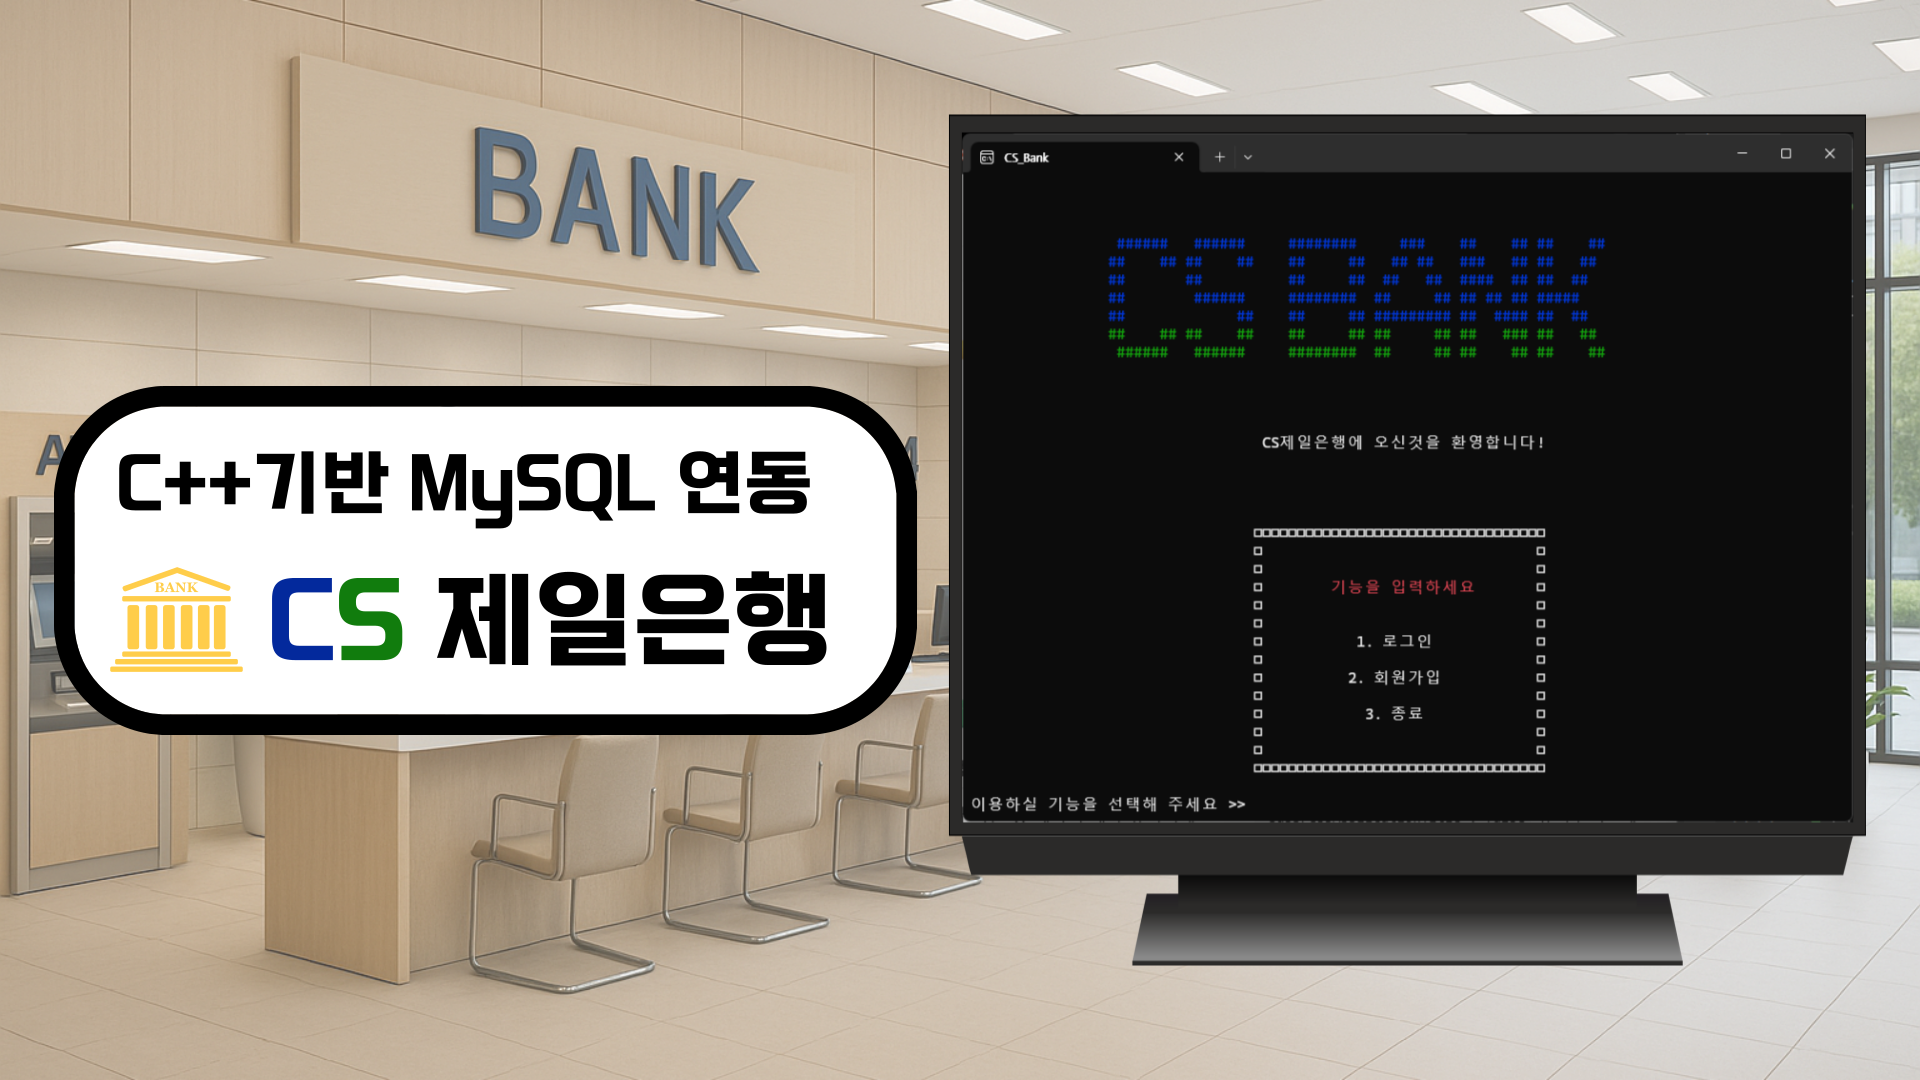 BANK
C++기반 MySQL 연동
BANK
CS 제일은행
CS_Bank
CS BANK
CS제일은행에 오신것을 환영합니다!
기능을 입력하세요
1. 로그인
2. 회원가입
3. 종료
이용하실 기능을 선택해 주세요 >>